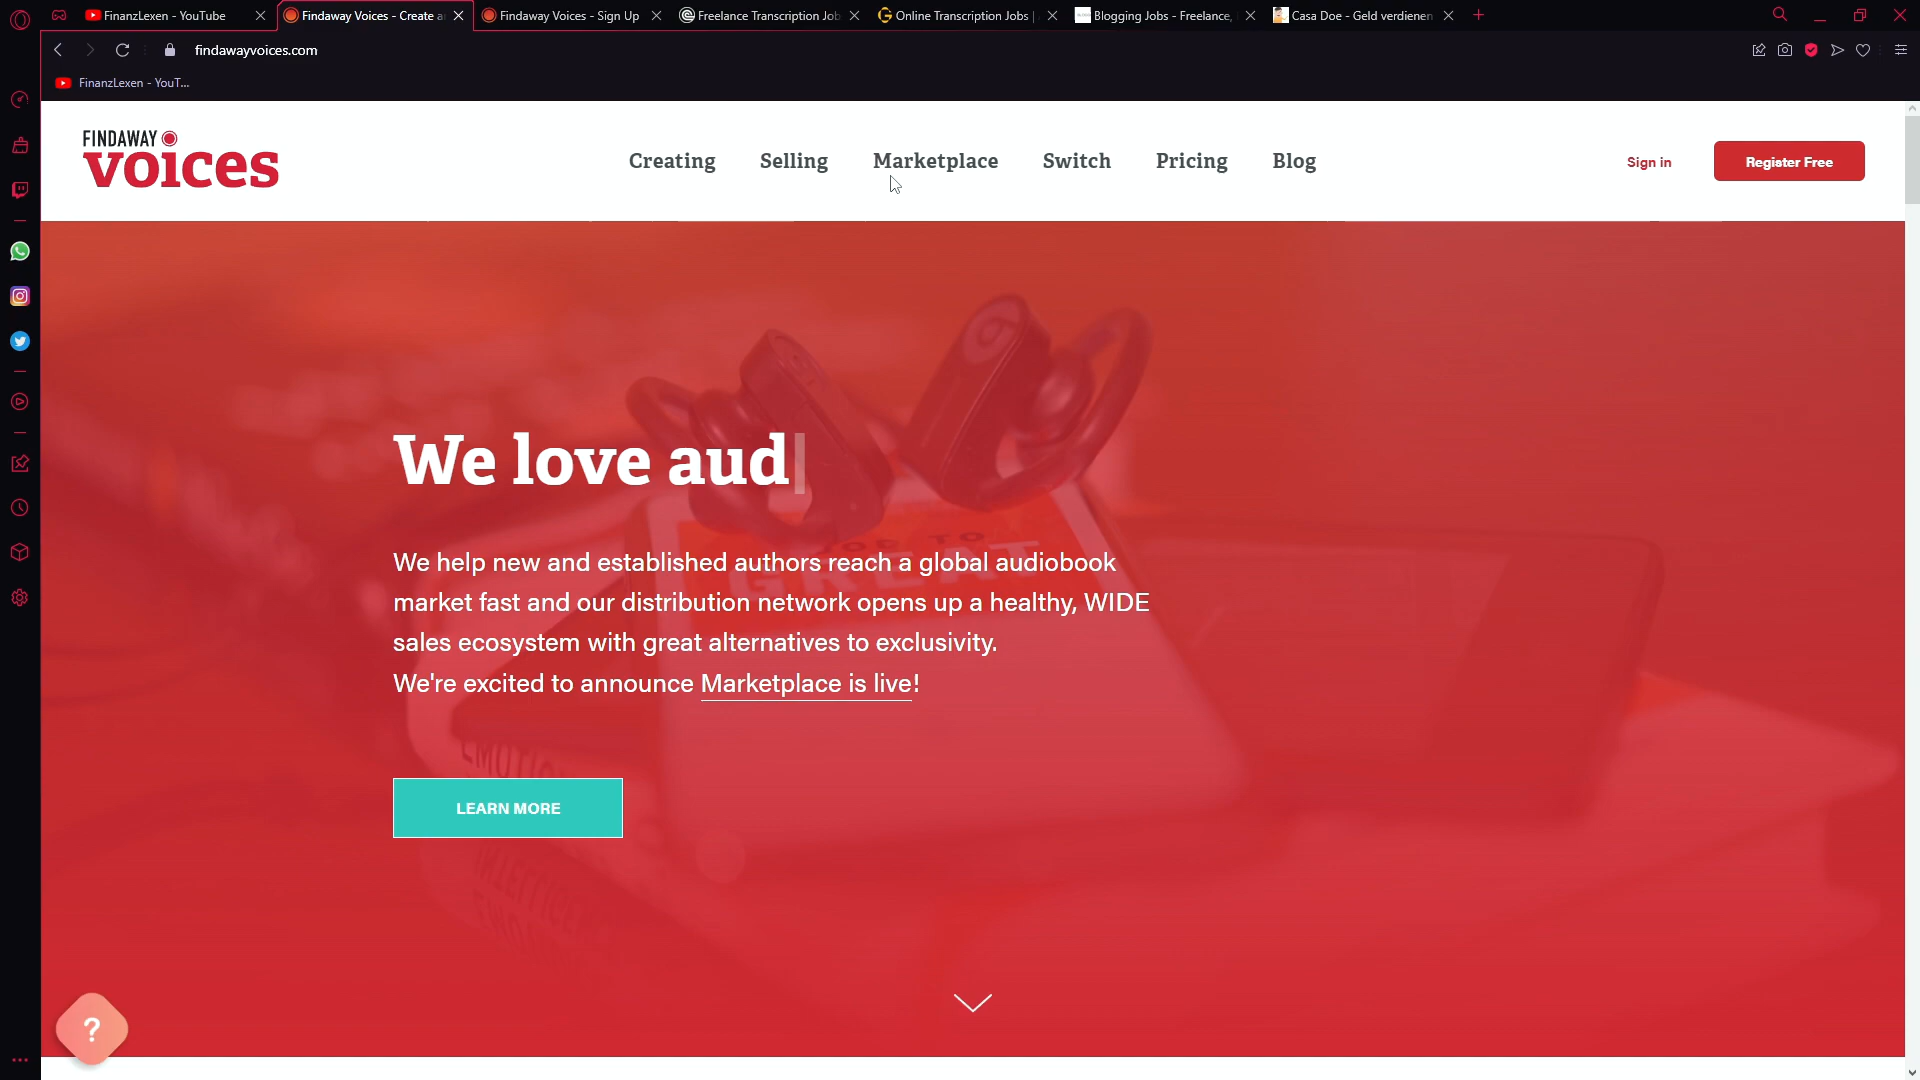 FinanzLexen - YouTube
Findaway Voices - Create a
Findaway Voices - Sign Up
Freelance Transcription Job
Online Transcription Jobs |
Blogging Jobs - Freelance,
Casa Doe - Geld verdienen
findawayvoices.com
FinanzLexen - YouT...
FINDAWAY
voices
Creating
Selling
Marketplace
Switch
Pricing
Blog
Sign in
Register Free
We love aud
GREAT
We help new and established authors reach a global audiobook
market fast and our distribution network opens up a healthy, WIDE
sales ecosystem with great alternatives to exclusivity.
We're excited to announce Marketplace is live!
LEARN MORE
?